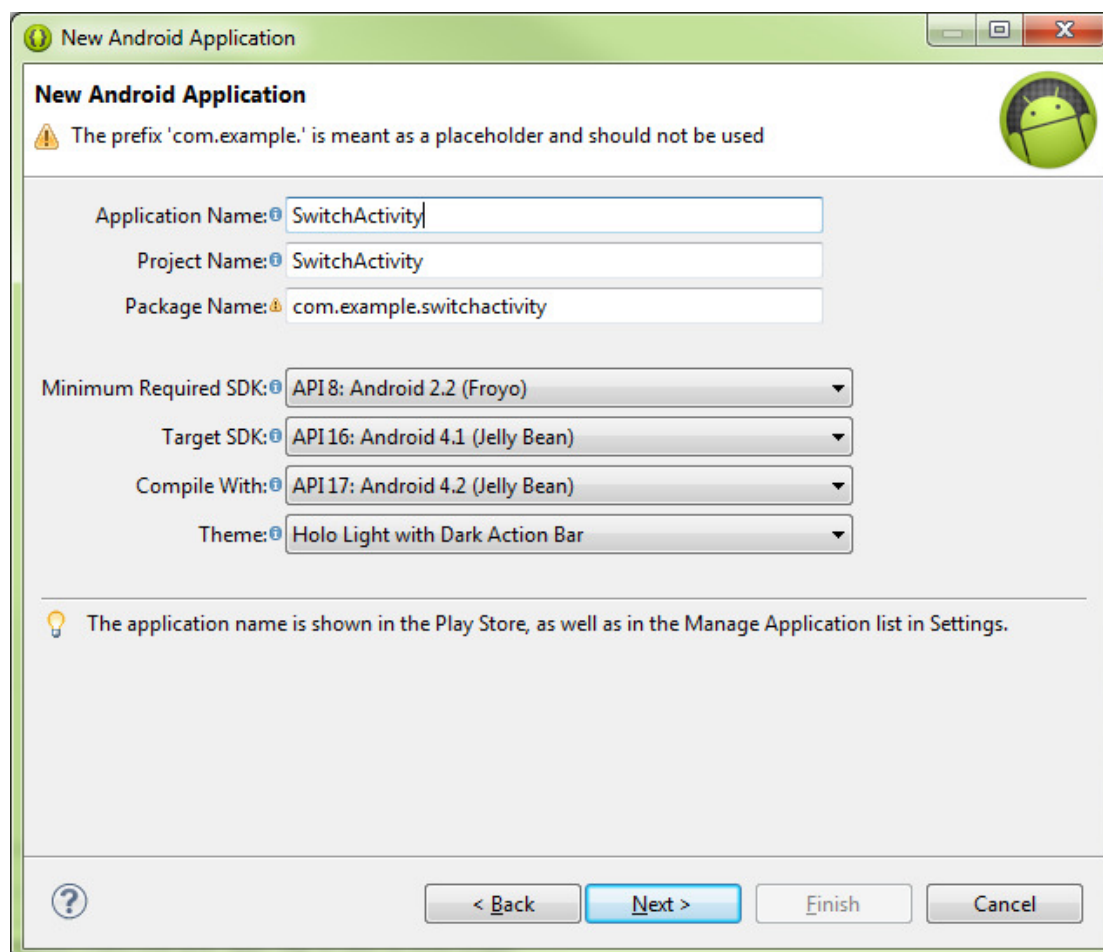 New Android Application
New Android Application
The prefix 'com.example.' is meant as a placeholder and should not be used
Application Name: SwitchActivity
Project Name: SwitchActivity
Package Name: com.example.switchactivity
Minimum Required SDK: API 8: Android 2.2 (Froyo)
Target SDK: API 16: Android 4.1 (Jelly Bean)
Compile With: API 17: Android 4.2 (Jelly Bean)
Theme: Holo Light with Dark Action Bar
The application name is shown in the Play Store, as well as in the Manage Application list in Settings.
< Back Next > Finish Cancel